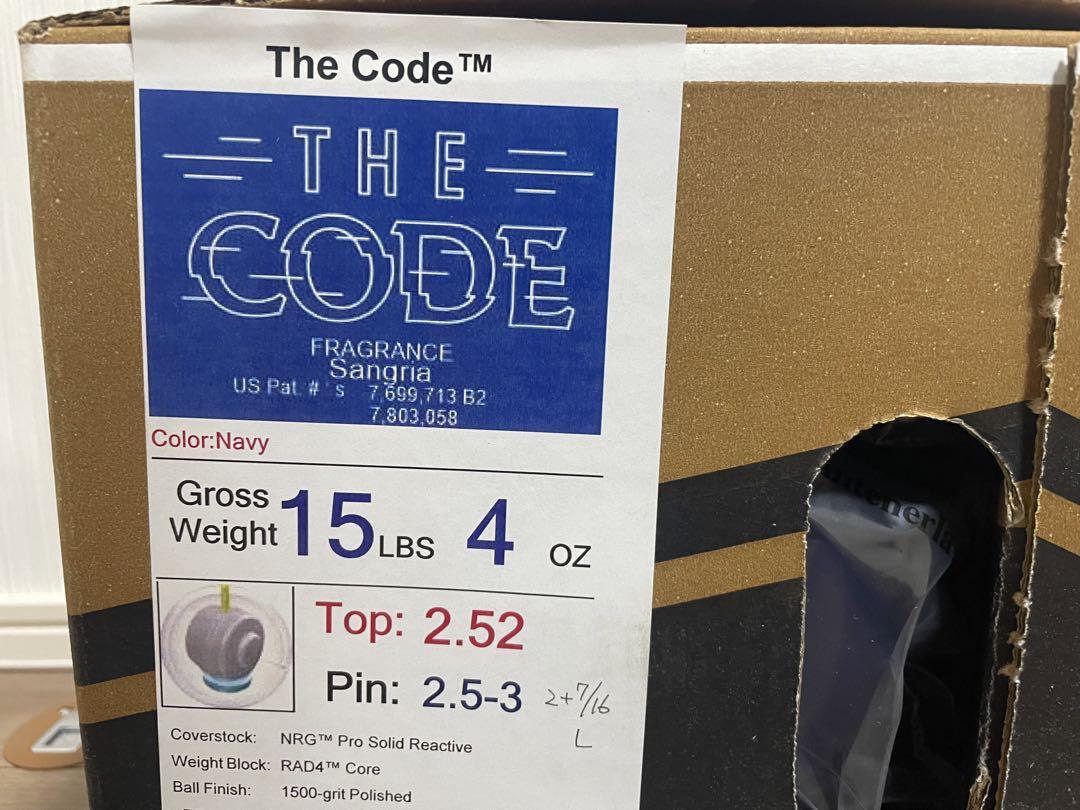 The Code™
THE
CODE
FRAGRANCE
Sangria
US Pat. # 's 7,699,713 B2
7,803,058
Color:Navy
Gross Weight 15 LBS 4 OZ
Top: 2.52
Pin: 2.5-3 2+7/16
L
Coverstock: NRG™ Pro Solid Reactive
Weight Block: RAD4™ Core
Ball Finish: 1500-grit Polished